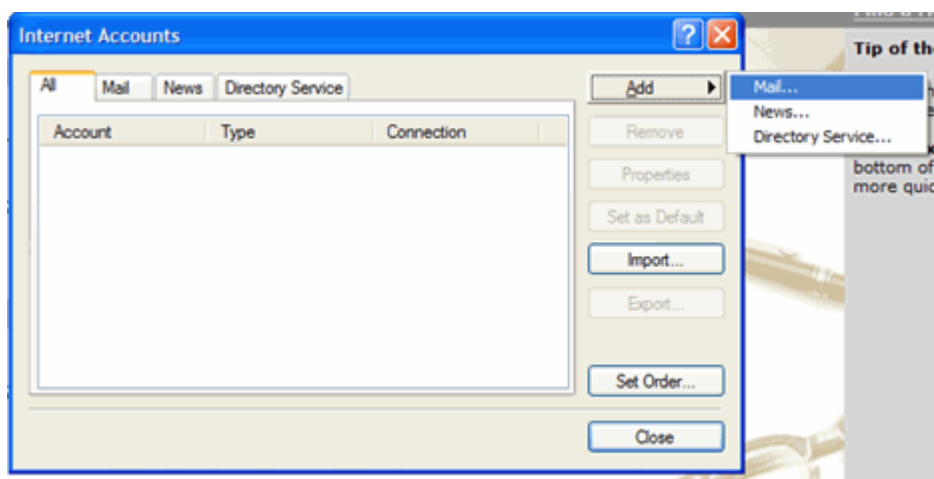 Internet Accounts
Tip of th
All Mail News Directory Service
Add
Mail...
News...
Directory Service...
Account Type Connection
Remove
Properties
Set as Default
Import...
Export...
Set Order...
Close
bottom of
more quic